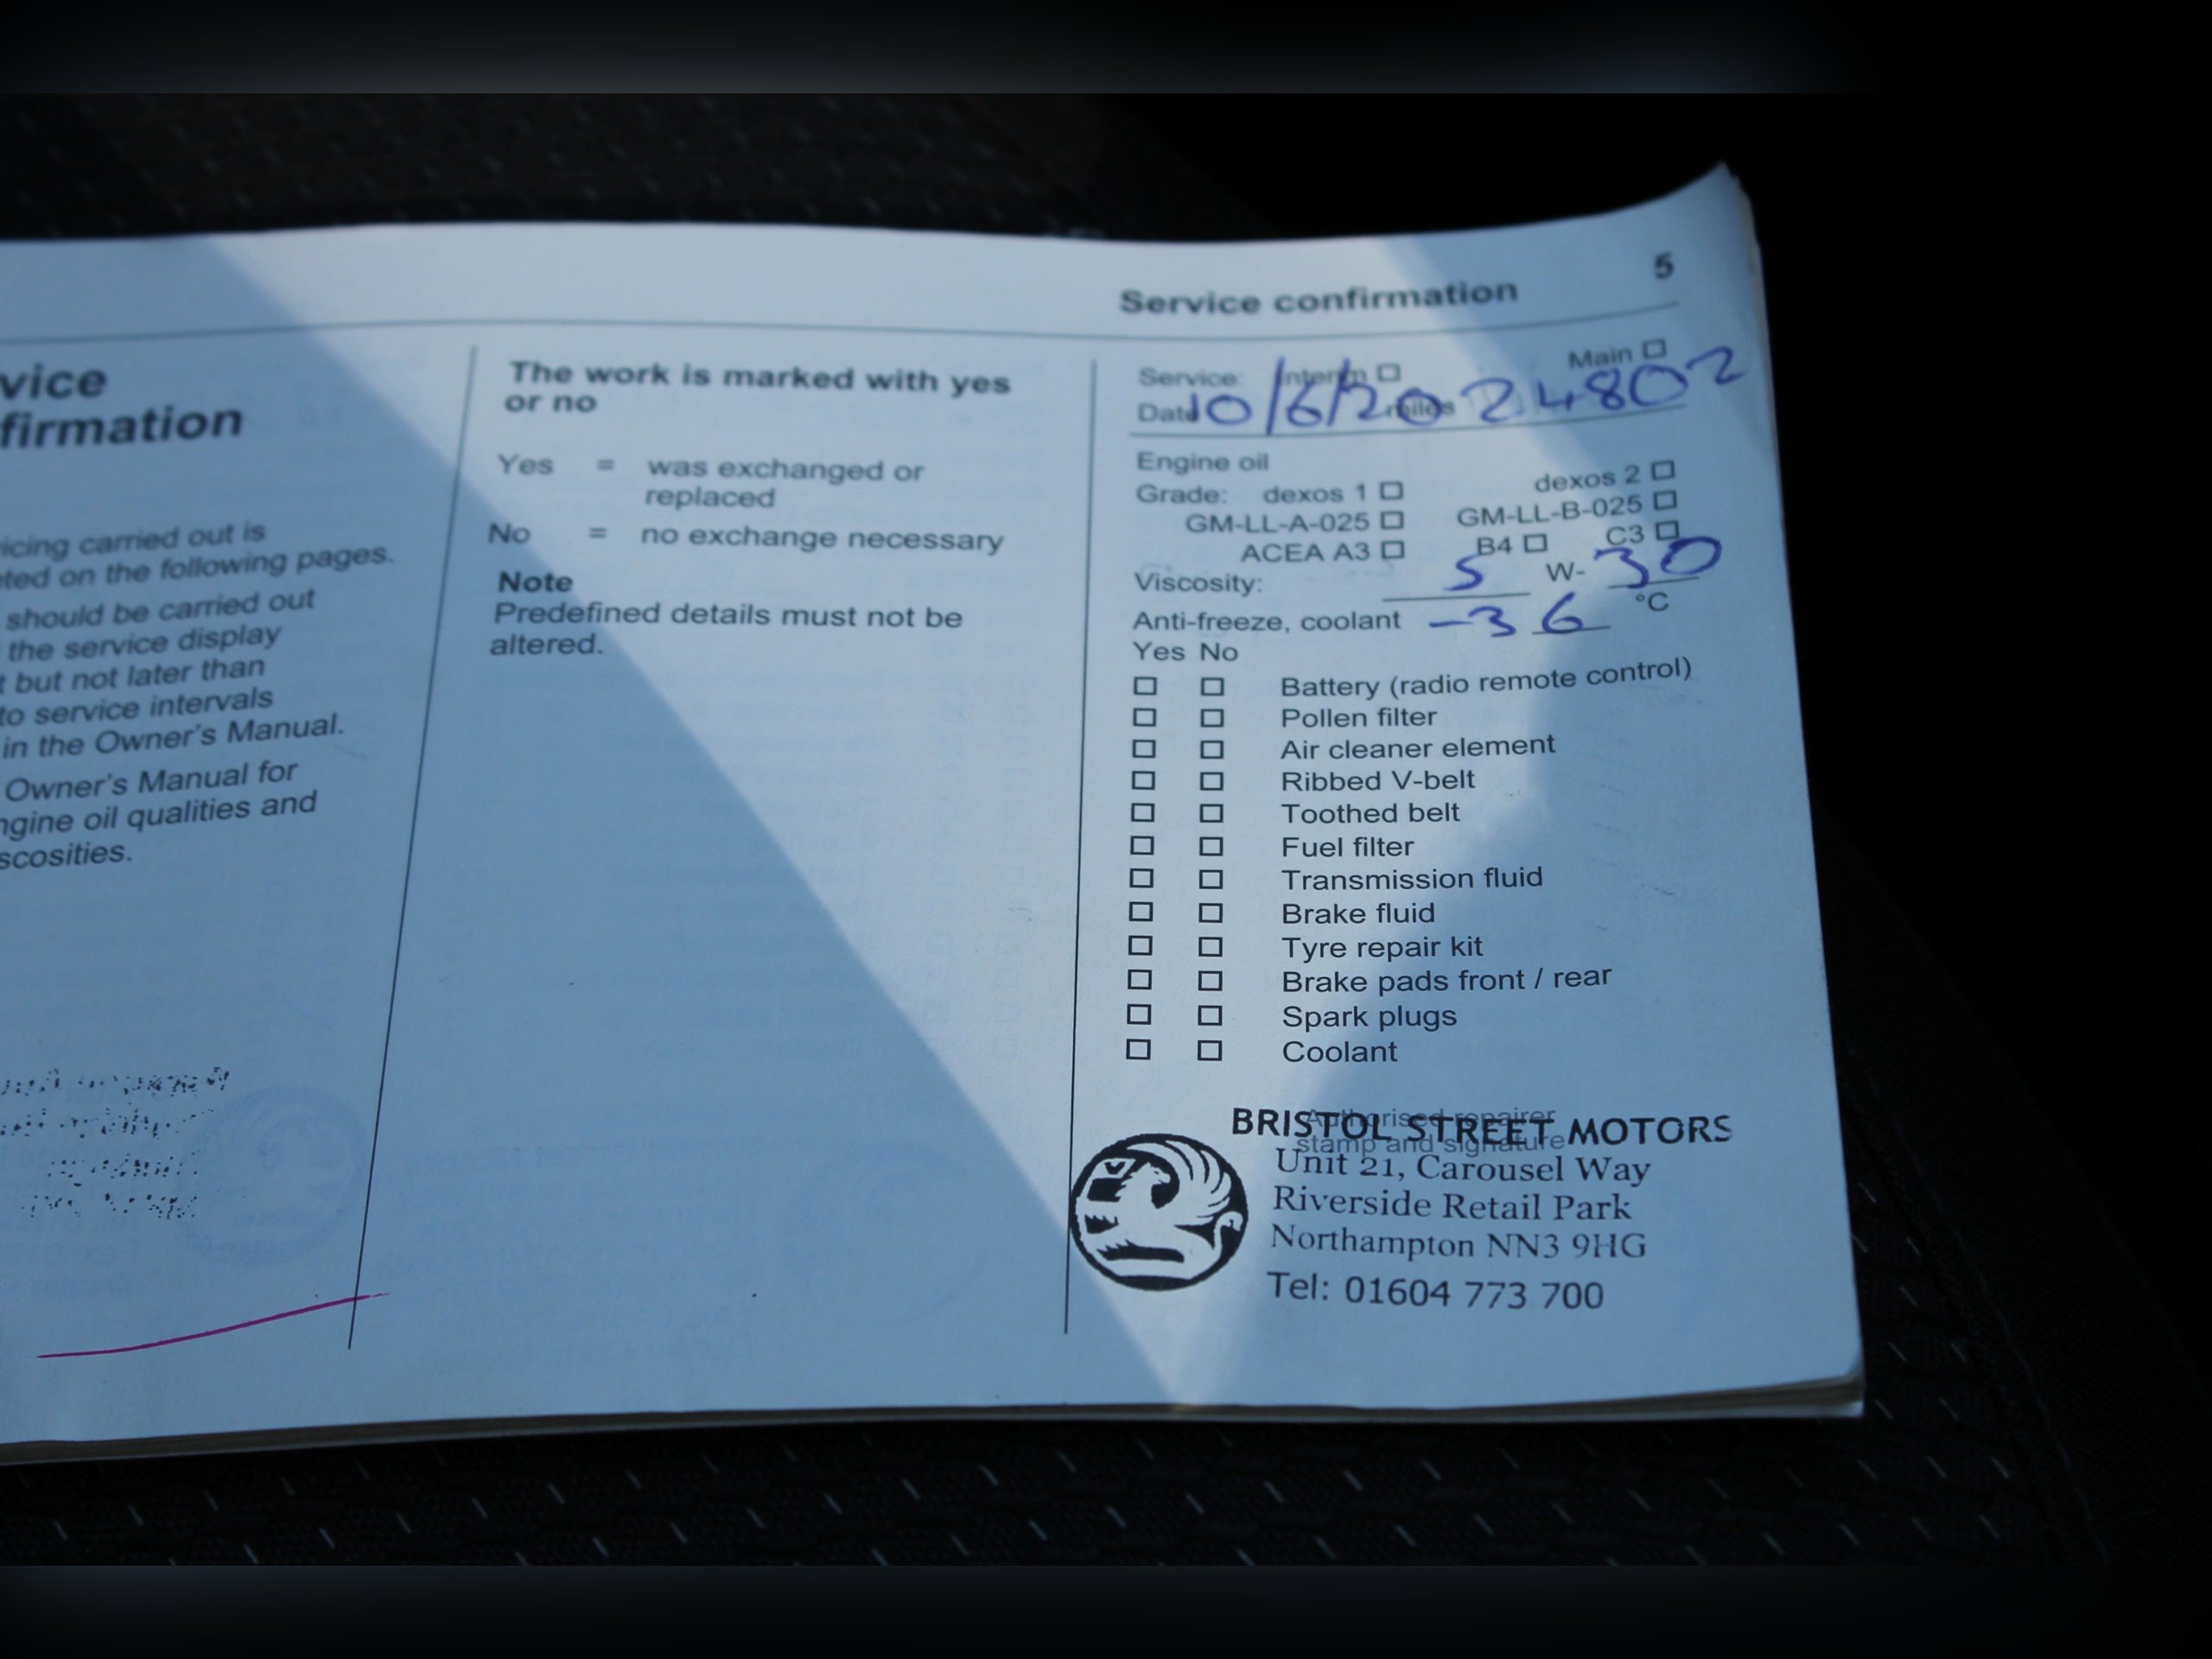 5
Service confirmation
vice
firmation
icing carried out is
ted on the following pages.
should be carried out
the service display
t but not later than
to service intervals
in the Owner's Manual.
Owner's Manual for
ngine oil qualities and
scosities.
The work is marked with yes
or no
Yes = was exchanged or
replaced
No = no exchange necessary
Note
Predefined details must not be
altered.
Service: Interim Main
Date 10/6/20 miles 24802
Engine oil
Grade: dexos 1 dexos 2
GM-LL-A-025 GM-LL-B-025
ACEA A3 B4 C3
Viscosity: 5 W- 30
Anti-freeze, coolant -36 °C
Yes No
Battery (radio remote control)
Pollen filter
Air cleaner element
Ribbed V-belt
Toothed belt
Fuel filter
Transmission fluid
Brake fluid
Tyre repair kit
Brake pads front / rear
Spark plugs
Coolant
Authorised repairer
stamp and signature
BRISTOL STREET MOTORS
Unit 21, Carousel Way
Riverside Retail Park
Northampton NN3 9HG
Tel: 01604 773 700